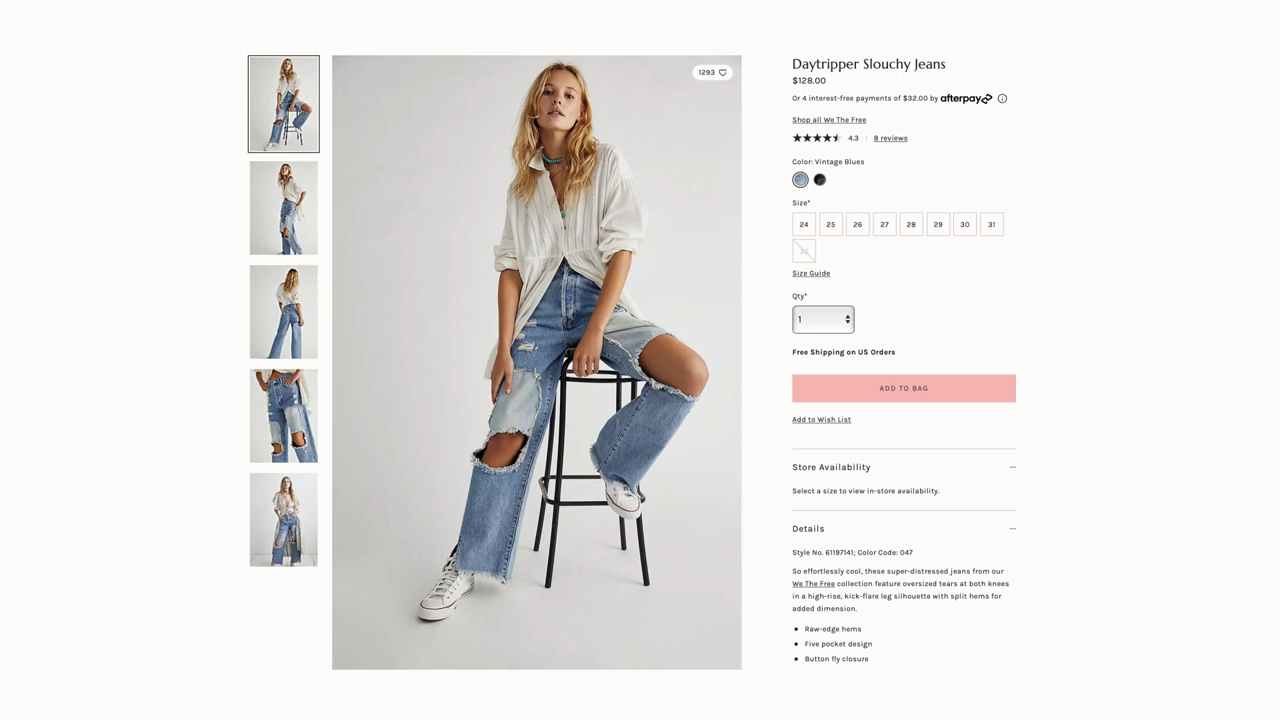 1293
Daytripper Slouchy Jeans
$128.00
Or 4 interest-free payments of $32.00 by afterpay
Shop all We The Free
4.3 | 8 reviews
Color: Vintage Blues
Size*
24 25 26 27 28 29 30 31
Size Guide
Qty*
1
Free Shipping on US Orders
ADD TO BAG
Add to Wish List
Store Availability
Select a size to view in-store availability.
Details
Style No. 61197141; Color Code: 047
So effortlessly cool, these super-distressed jeans from our
We The Free collection feature oversized tears at both knees
in a high-rise, kick-flare leg silhouette with split hems for
added dimension.
Raw-edge hems
Five pocket design
Button fly closure